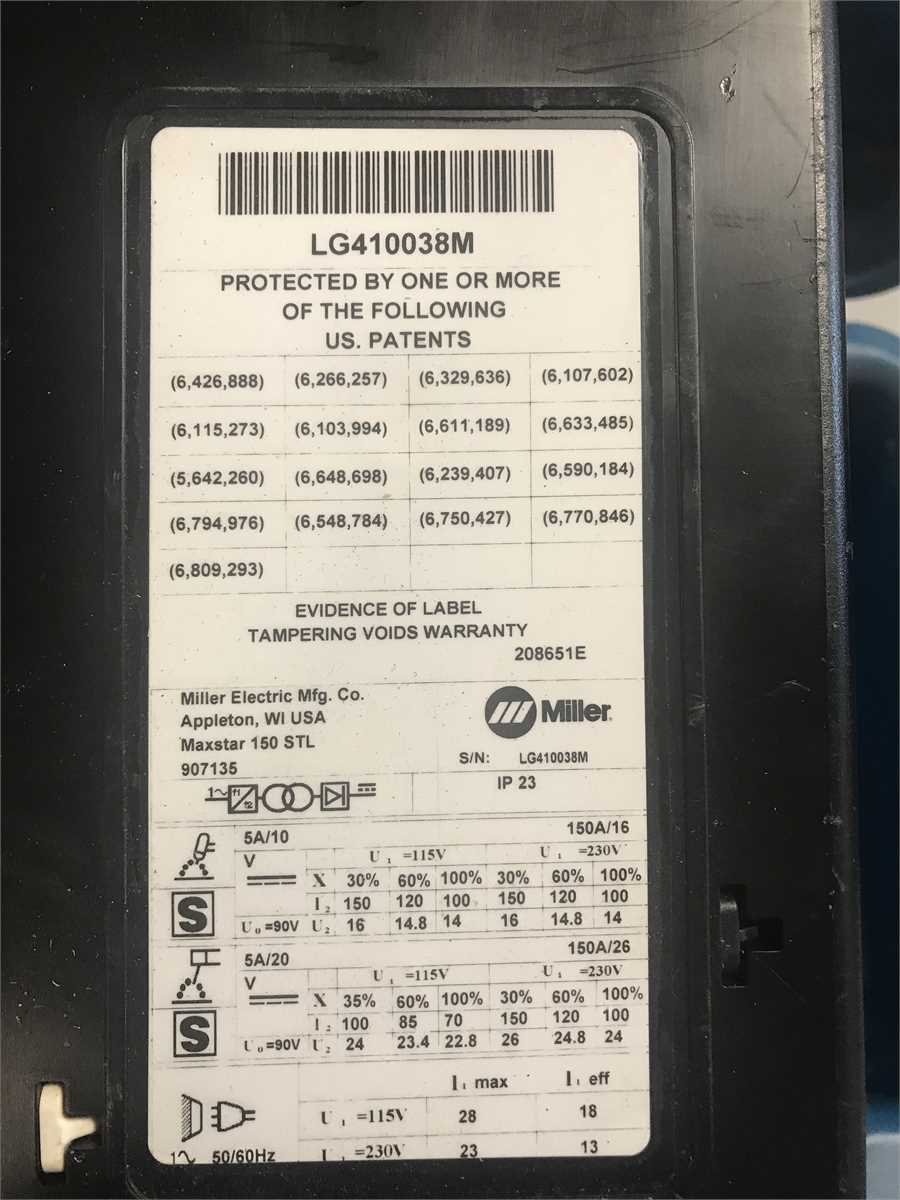 LG410038M
PROTECTED BY ONE OR MORE
OF THE FOLLOWING
US. PATENTS
(6,426,888) (6,266,257) (6,329,636) (6,107,602)
(6,115,273) (6,103,994) (6,611,189) (6,633,485)
(5,642,260) (6,648,698) (6,239,407) (6,590,184)
(6,794,976) (6,548,784) (6,750,427) (6,770,846)
(6,809,293)
EVIDENCE OF LABEL
TAMPERING VOIDS WARRANTY
208651E
Miller Electric Mfg. Co.
Appleton, WI USA
Maxstar 150 STL
907135
Miller
S/N: LG410038M
IP 23
1~ f1 f2
5A/10 150A/16
V U1 =115V U1 =230V
X 30% 60% 100% 30% 60% 100%
I2 150 120 100 150 120 100
S U0=90V U2 16 14.8 14 16 14.8 14
5A/20 150A/26
V U1 =115V U1 =230V
X 35% 60% 100% 30% 60% 100%
I2 100 85 70 150 120 100
S U0=90V U2 24 23.4 22.8 26 24.8 24
I1 max I1 eff
U1 =115V 28 18
1~ 50/60Hz U1 =230V 23 13